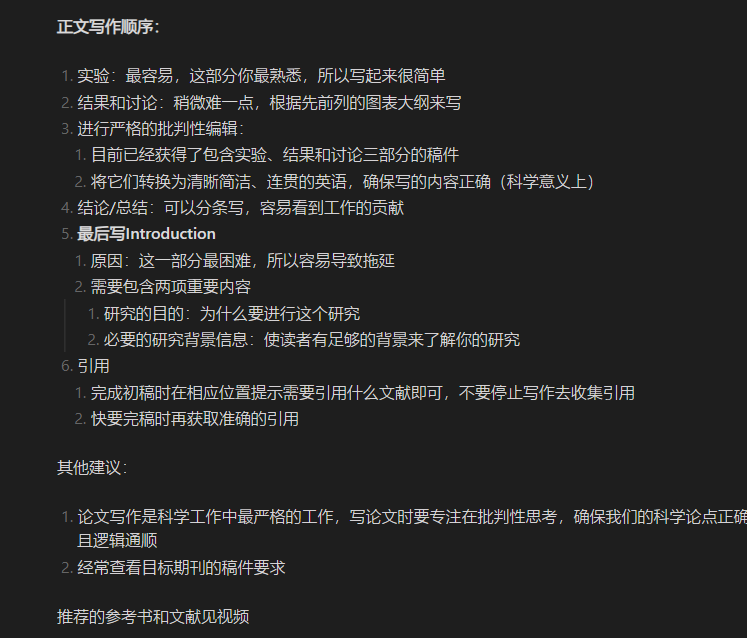 正文写作顺序：
1. 实验：最容易，这部分你最熟悉，所以写起来很简单
2. 结果和讨论：稍微难一点，根据先前列的图表大纲来写
3. 进行严格的批判性编辑：
1. 目前已经获得了包含实验、结果和讨论三部分的稿件
2. 将它们转换为清晰简洁、连贯的英语，确保写的内容正确（科学意义上）
4. 结论/总结：可以分条写，容易看到工作的贡献
5. 最后写Introduction
1. 原因：这一部分最困难，所以容易导致拖延
2. 需要包含两项重要内容
1. 研究的目的：为什么要进行这个研究
2. 必要的研究背景信息：使读者有足够的背景来了解你的研究
6. 引用
1. 完成初稿时在相应位置提示需要引用什么文献即可，不要停止写作去收集引用
2. 快要完稿时再获取准确的引用
其他建议：
1. 论文写作是科学工作中最严格的工作，写论文时要专注在批判性思考，确保我们的科学论点正确
且逻辑通顺
2. 经常查看目标期刊的稿件要求
推荐的参考书和文献见视频